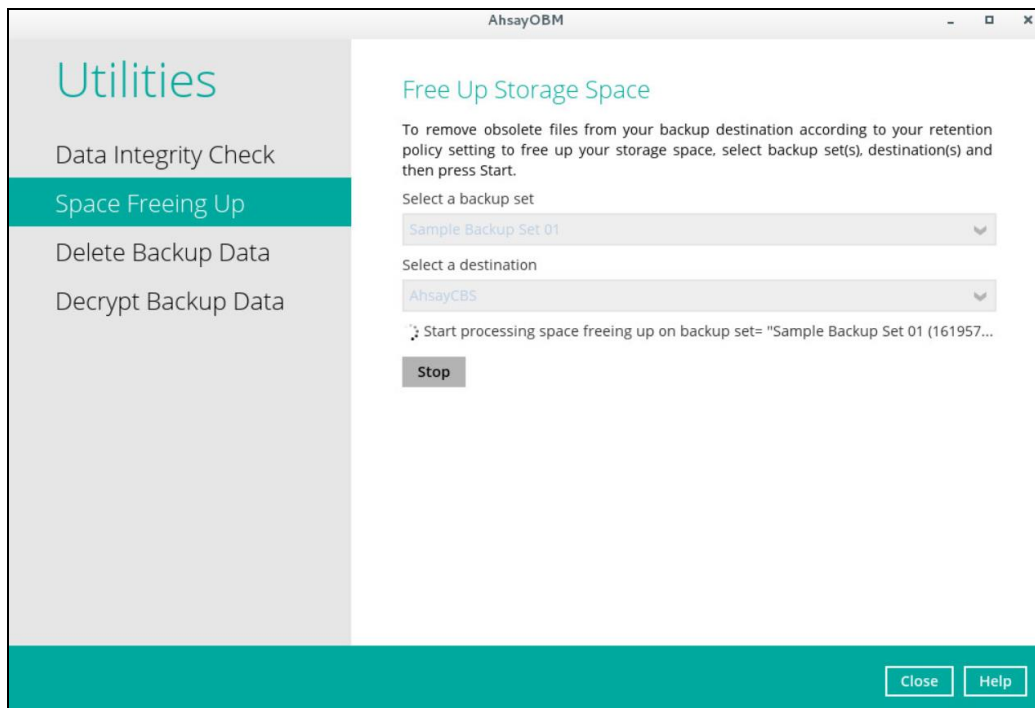 AhsayOBM
Utilities
Data Integrity Check
Space Freeing Up
Delete Backup Data
Decrypt Backup Data
Free Up Storage Space
To remove obsolete files from your backup destination according to your retention
policy setting to free up your storage space, select backup set(s), destination(s) and
then press Start.
Select a backup set
Sample Backup Set 01
Select a destination
AhsayCBS
Start processing space freeing up on backup set= "Sample Backup Set 01 (161957...
Stop
Close
Help